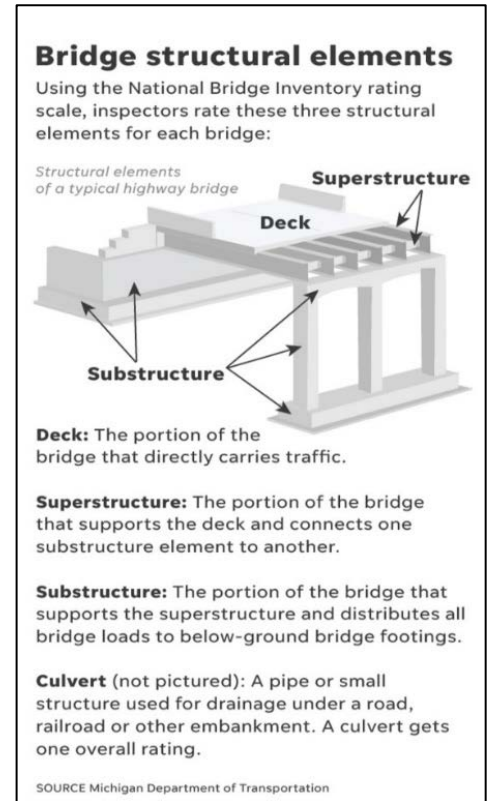 Bridge structural elements
Using the National Bridge Inventory rating
scale, inspectors rate these three structural
elements for each bridge:
Structural elements
of a typical highway bridge
Superstructure
Deck
Substructure
Deck: The portion of the
bridge that directly carries traffic.
Superstructure: The portion of the bridge
that supports the deck and connects one
substructure element to another.
Substructure: The portion of the bridge that
supports the superstructure and distributes all
bridge loads to below-ground bridge footings.
Culvert (not pictured): A pipe or small
structure used for drainage under a road,
railroad or other embankment. A culvert gets
one overall rating.
SOURCE Michigan Department of Transportation